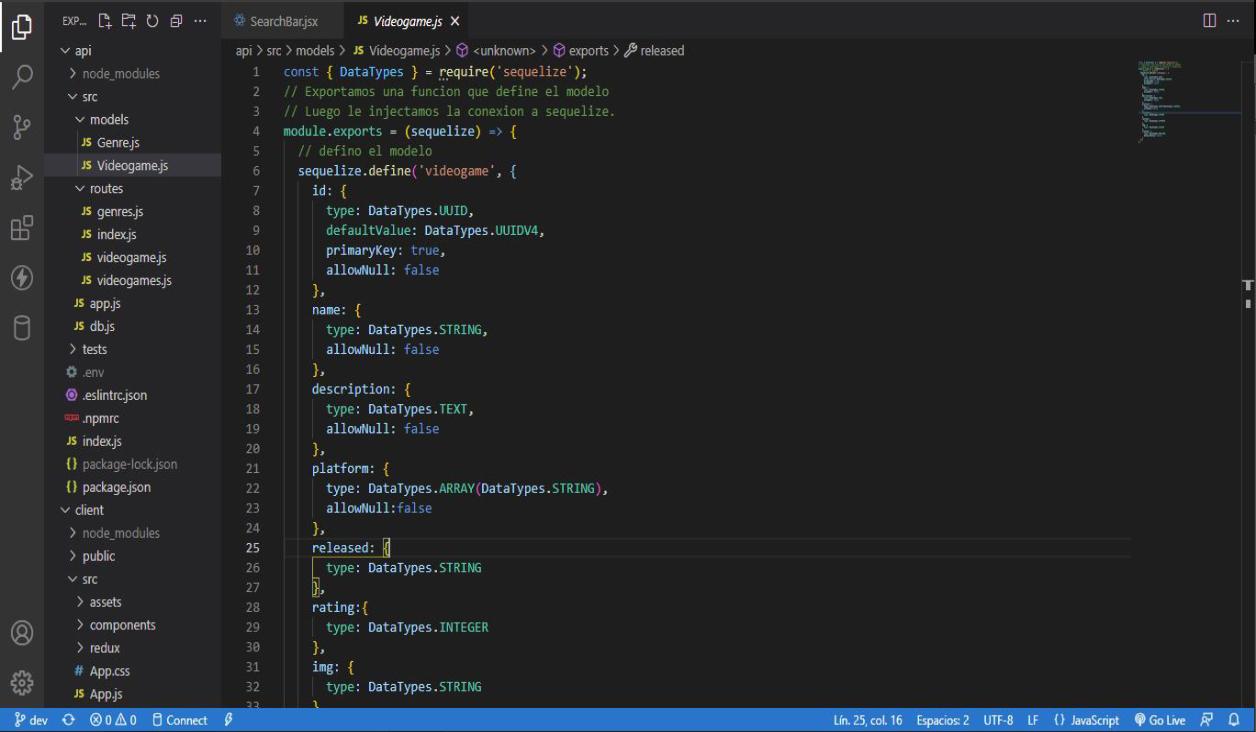 EXP...
SearchBar.jsx
JS Videogame.js
api > src > models > JS Videogame.js > <unknown> > exports > released
api
node_modules
src
models
JS Genre.js
JS Videogame.js
routes
JS genres.js
JS index.js
JS videogame.js
JS videogames.js
JS app.js
JS db.js
tests
.env
.eslintrc.json
.npmrc
JS index.js
{} package-lock.json
{} package.json
client
node_modules
public
src
assets
components
redux
# App.css
JS App.js
1 const { DataTypes } = require('sequelize');
2 // Exportamos una funcion que define el modelo
3 // Luego le injectamos la conexion a sequelize.
4 module.exports = (sequelize) => {
5 // defino el modelo
6 sequelize.define('videogame', {
7 id: {
8 type: DataTypes.UUID,
9 defaultValue: DataTypes.UUIDV4,
10 primaryKey: true,
11 allowNull: false
12 },
13 name: {
14 type: DataTypes.STRING,
15 allowNull: false
16 },
17 description: {
18 type: DataTypes.TEXT,
19 allowNull: false
20 },
21 platform: {
22 type: DataTypes.ARRAY(DataTypes.STRING),
23 allowNull:false
24 },
25 released: {
26 type: DataTypes.STRING
27 },
28 rating:{
29 type: DataTypes.INTEGER
30 },
31 img: {
32 type: DataTypes.STRING
33 }
dev 0 0 Connect
Lín. 25, col. 16 Espacios: 2 UTF-8 LF {} JavaScript Go Live